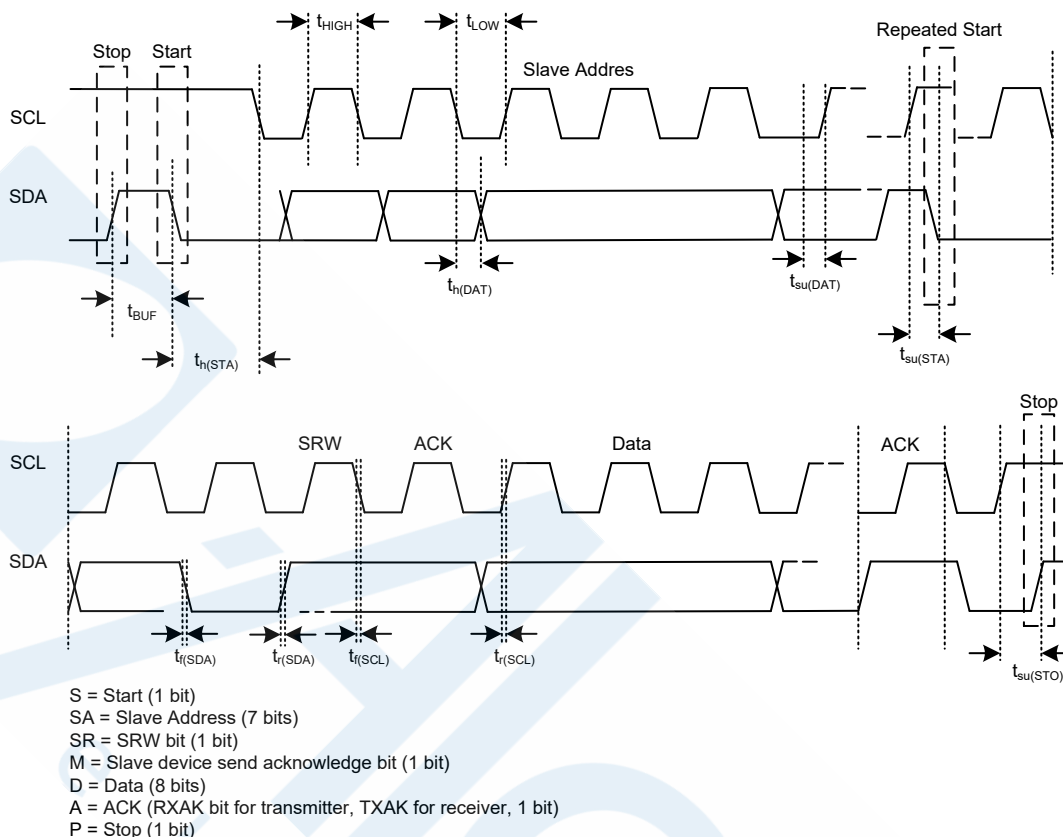 tHIGH
tLOW
Stop
Start
Repeated Start
Slave Addres
SCL
SDA
th(DAT)
tsu(DAT)
tBUF
th(STA)
tsu(STA)
Stop
SRW
ACK
Data
ACK
SCL
SDA
tf(SDA)
tr(SDA)
tf(SCL)
tr(SCL)
tsu(STO)
S = Start (1 bit)
SA = Slave Address (7 bits)
SR = SRW bit (1 bit)
M = Slave device send acknowledge bit (1 bit)
D = Data (8 bits)
A = ACK (RXAK bit for transmitter, TXAK for receiver, 1 bit)
P = Stop (1 bit)